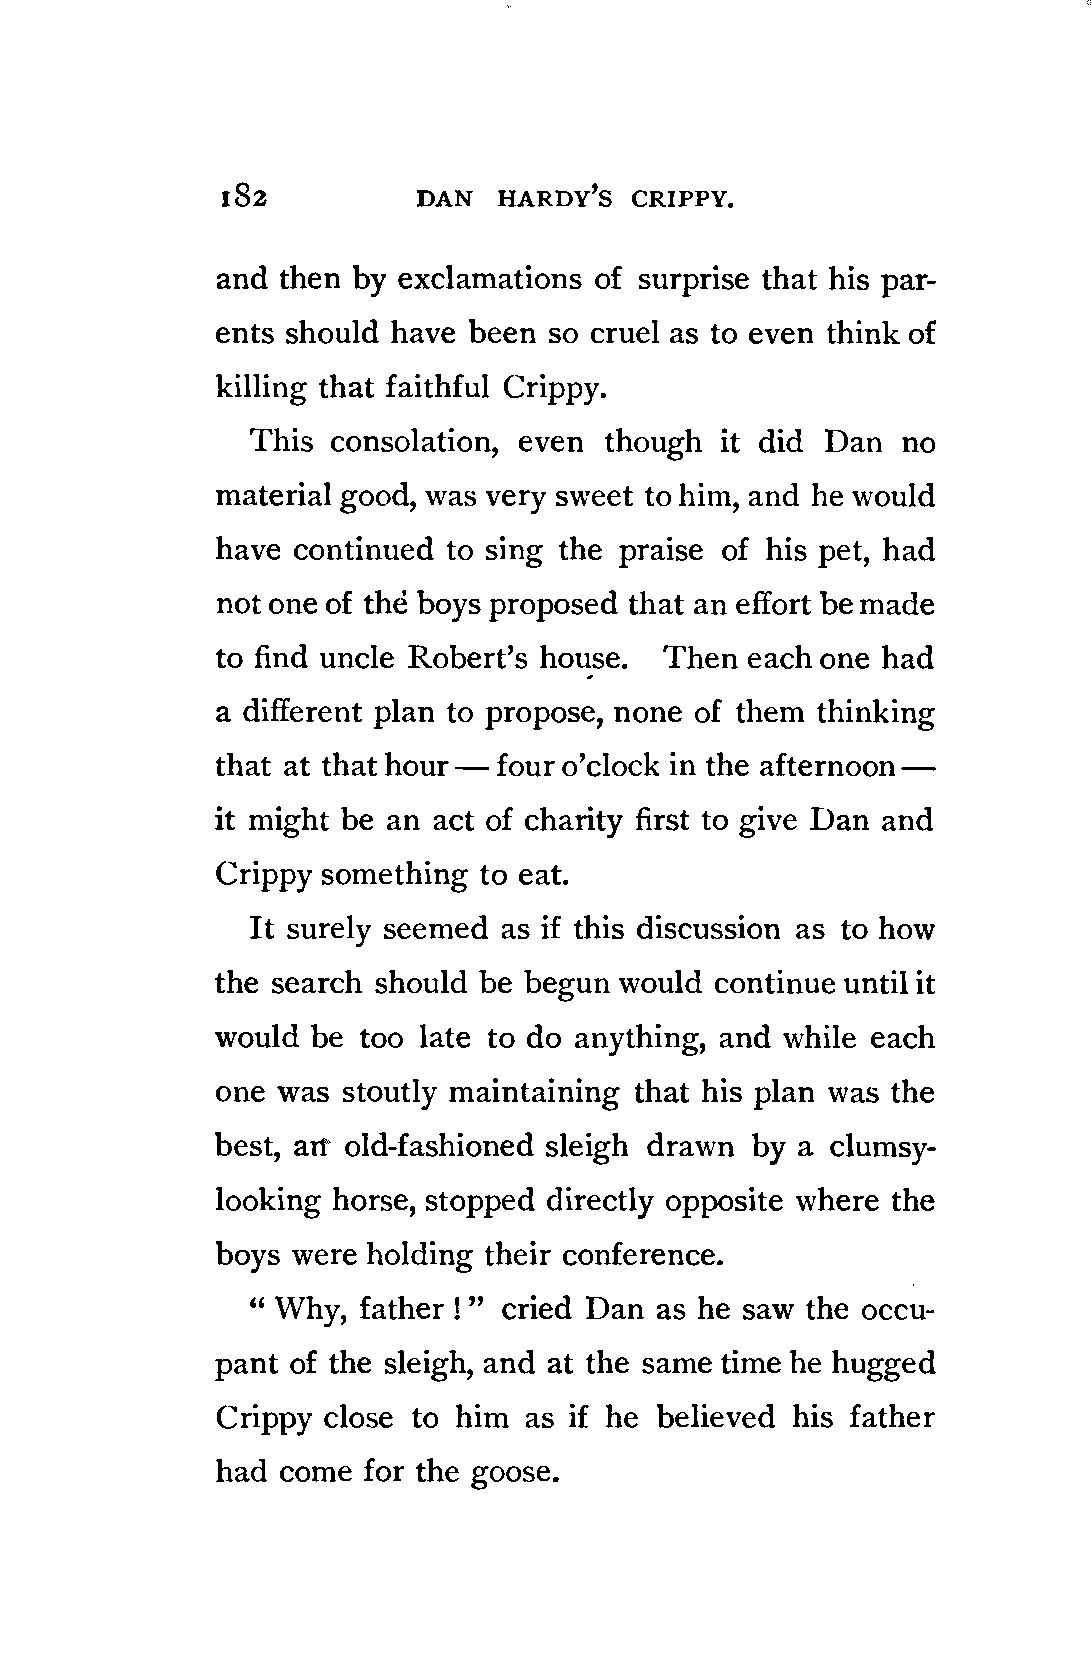 182 DAN HARDY'S CRIPPY.
and then by exclamations of surprise that his par-
ents should have been so cruel as to even think of
killing that faithful Crippy.
This consolation, even though it did Dan no
material good, was very sweet to him, and he would
have continued to sing the praise of his pet, had
not one of the boys proposed that an effort be made
to find uncle Robert's house. Then each one had
a different plan to propose, none of them thinking
that at that hour — four o'clock in the afternoon —
it might be an act of charity first to give Dan and
Crippy something to eat.
It surely seemed as if this discussion as to how
the search should be begun would continue until it
would be too late to do anything, and while each
one was stoutly maintaining that his plan was the
best, an old-fashioned sleigh drawn by a clumsy-
looking horse, stopped directly opposite where the
boys were holding their conference.
" Why, father ! " cried Dan as he saw the occu-
pant of the sleigh, and at the same time he hugged
Crippy close to him as if he believed his father
had come for the goose.